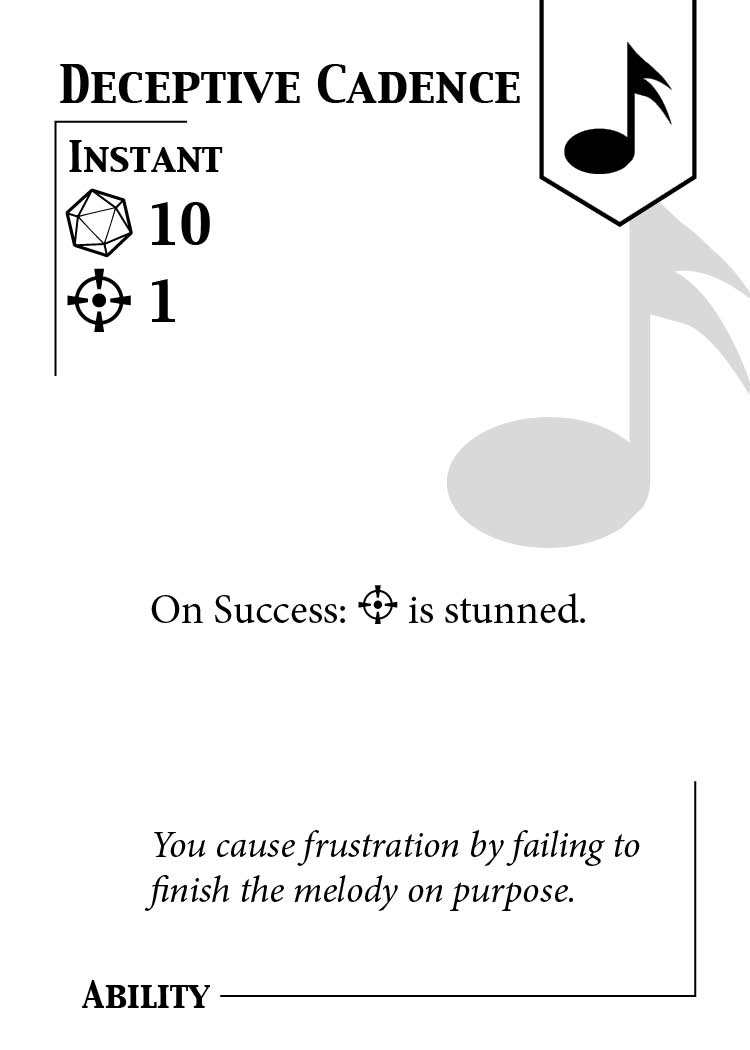 Deceptive Cadence
Instant
10
1
On Success: is stunned.
You cause frustration by failing to
finish the melody on purpose.
Ability